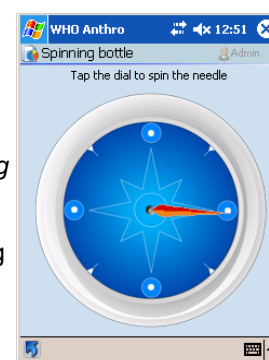 WHO Anthro 12:51
Spinning bottle Admin
Tap the dial to spin the needle
g
g